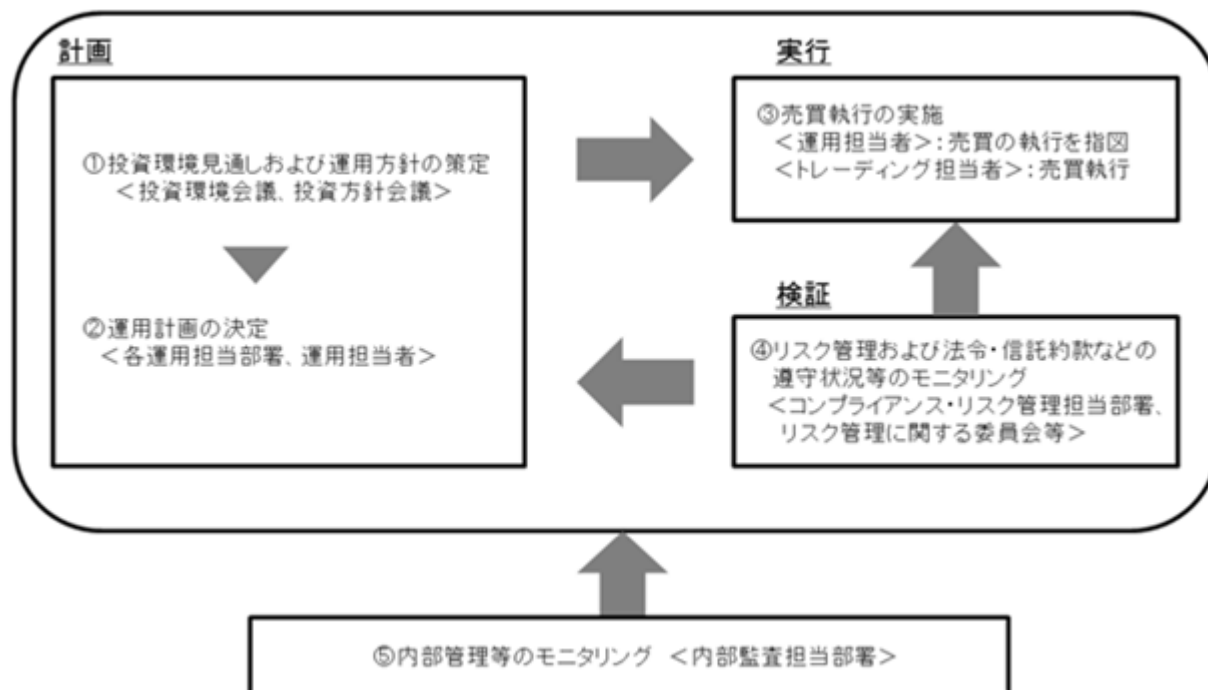 計画
①投資環境見通しおよび運用方針の策定
＜投資環境会議、投資方針会議＞
②運用計画の決定
＜各運用担当部署、運用担当者＞
実行
③売買執行の実施
＜運用担当者＞：売買の執行を指図
＜トレーディング担当者＞：売買執行
検証
④リスク管理および法令・信託約款などの
遵守状況等のモニタリング
＜コンプライアンス・リスク管理担当部署、
リスク管理に関する委員会等＞
⑤内部管理等のモニタリング ＜内部監査担当部署＞